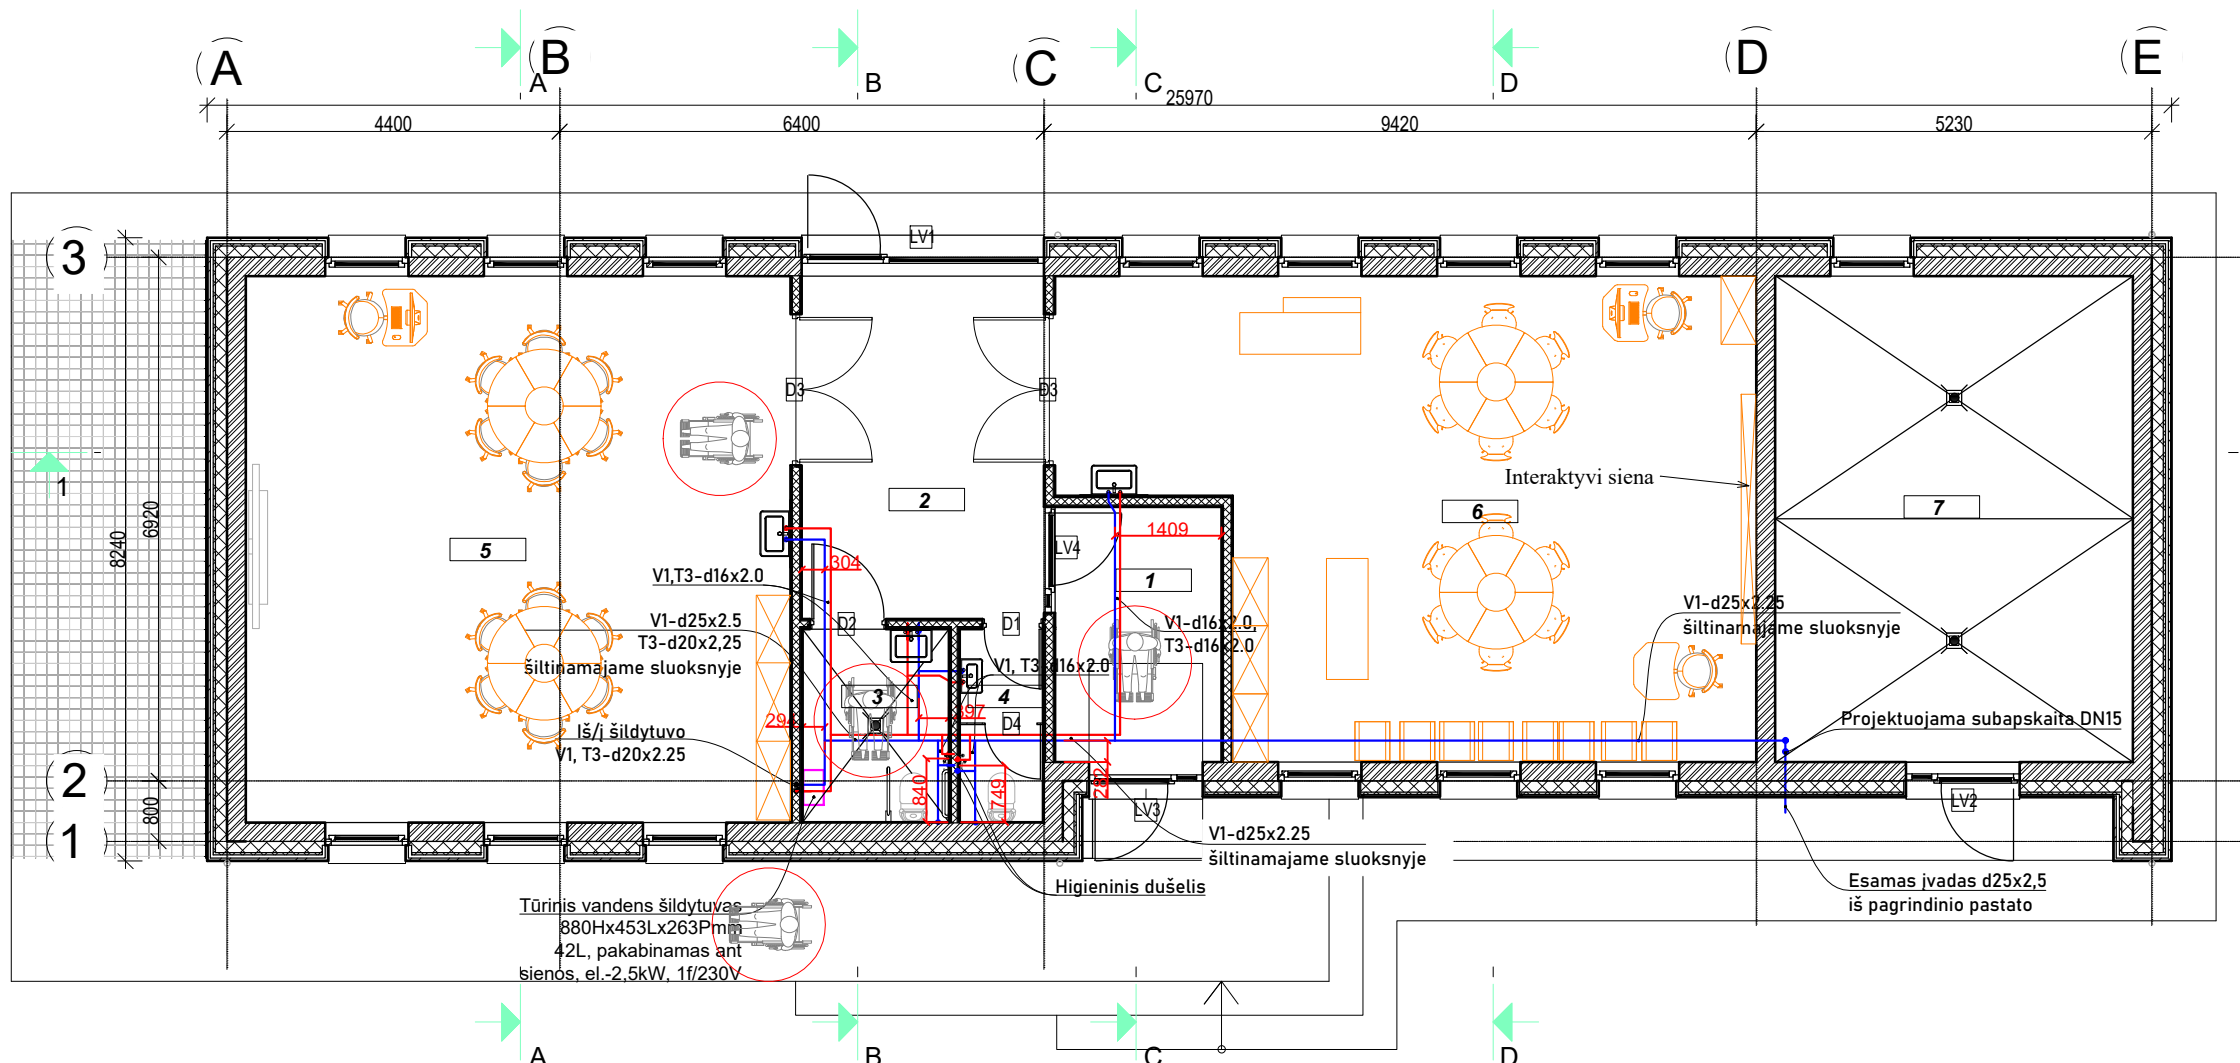 A
B
C
D
E
A
B
C
D
25970
4400
6400
9420
5230
LV1
3
8240
6920
D3
D3
Interaktyvi siena
1
2
6
7
5
LV4
1409
304
1
V1,T3-d16x2.0
V1-d25x2.5
T3-d20x2,25
šiltinamajame sluoksnyje
D2
D1
V1-d16x2.0,
T3-d16x2.0
V1, T3-d16x2.0
V1-d25x2.25
šiltinamajame sluoksnyje
3
4
294
397
D4
Iš/į šildytuvo
V1, T3-d20x2.25
Projektuojama subapskaita DN15
2
800
1
840
749
282
LV3
LV2
V1-d25x2.25
šiltinamajame sluoksnyje
Higieninis dušelis
Esamas įvadas d25x2,5
iš pagrindinio pastato
Tūrinis vandens šildytuvas
880Hx453Lx263Pmm
42L, pakabinamas ant
sienos, el.-2,5kW, 1f/230V
A
B
C
D